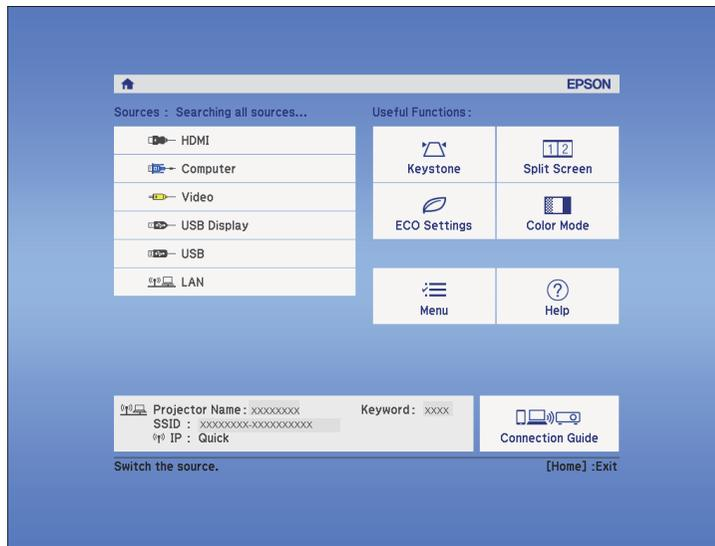 EPSON
Sources : Searching all sources...
Useful Functions :
HDMI
Computer
Video
USB Display
USB
LAN
Keystone
1 2
Split Screen
ECO Settings
Color Mode
Menu
?
Help
Projector Name : XXXXXXXX
Keyword : XXXX
SSID : XXXXXXXX-XXXXXXXXXX
IP : Quick
Connection Guide
Switch the source.
[Home] :Exit